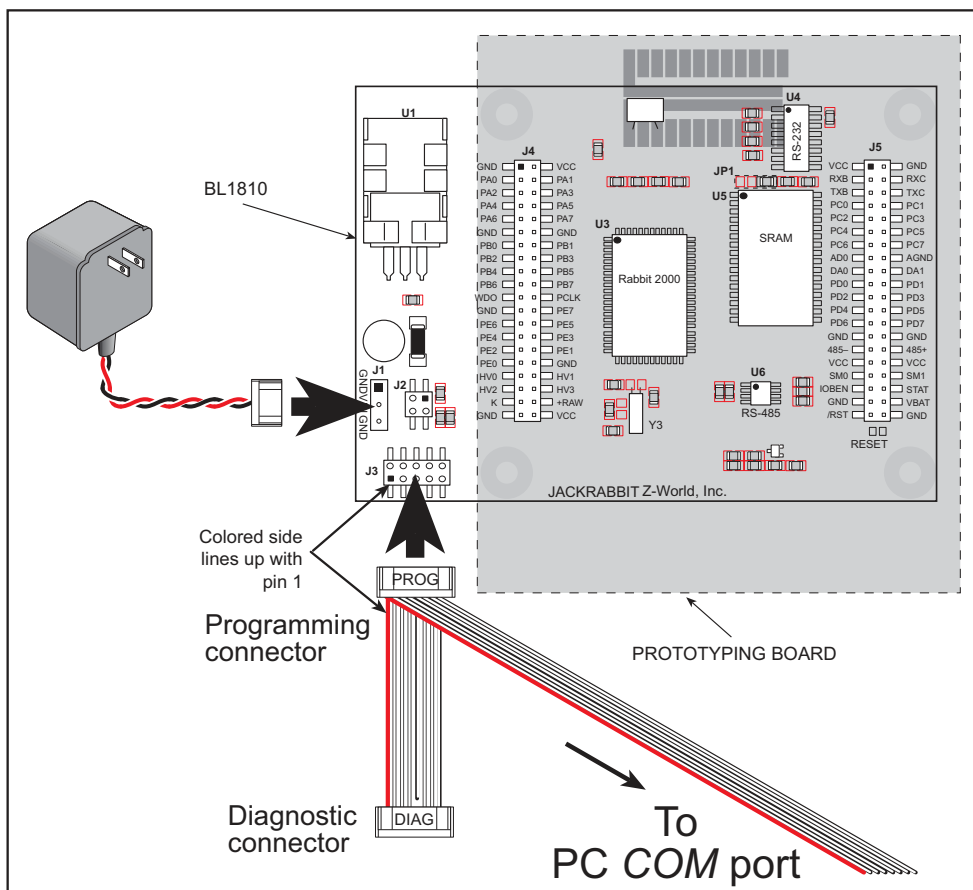 U1
BL1810
J4
GND VCC
PA0 PA1
PA2 PA3
PA4 PA5
PA6 PA7
GND GND
PB0 PB1
PB2 PB3
PB4 PB5
PB6 PB7
WDO PCLK
GND PE7
PE6 PE5
PE4 PE3
PE2 PE1
PE0 GND
HV0 HV1
HV2 HV3
K +RAW
GND VCC
U3
Rabbit 2000
U4
RS-232
JP1
U5
SRAM
J5
VCC GND
RXB RXC
TXB TXC
PC0 PC1
PC2 PC3
PC4 PC5
PC6 PC7
AD0 AGND
DA0 DA1
PD0 PD1
PD2 PD3
PD4 PD5
PD6 PD7
GND GND
485– 485+
VCC VCC
SM0 SM1
IOBEN STAT
GND VBAT
/RST GND
RESET
U6
RS-485
Y3
J1
J2
J3
JACKRABBIT Z-World, Inc.
Colored side
lines up with
pin 1
PROG
Programming
connector
PROTOTYPING BOARD
Diagnostic
connector
DIAG
To
PC COM port